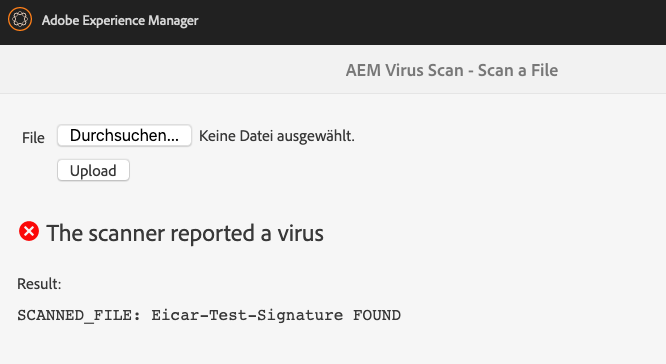 Adobe Experience Manager
AEM Virus Scan - Scan a File
File Durchsuchen... Keine Datei ausgewählt.
Upload
The scanner reported a virus
Result:
SCANNED_FILE: Eicar-Test-Signature FOUND